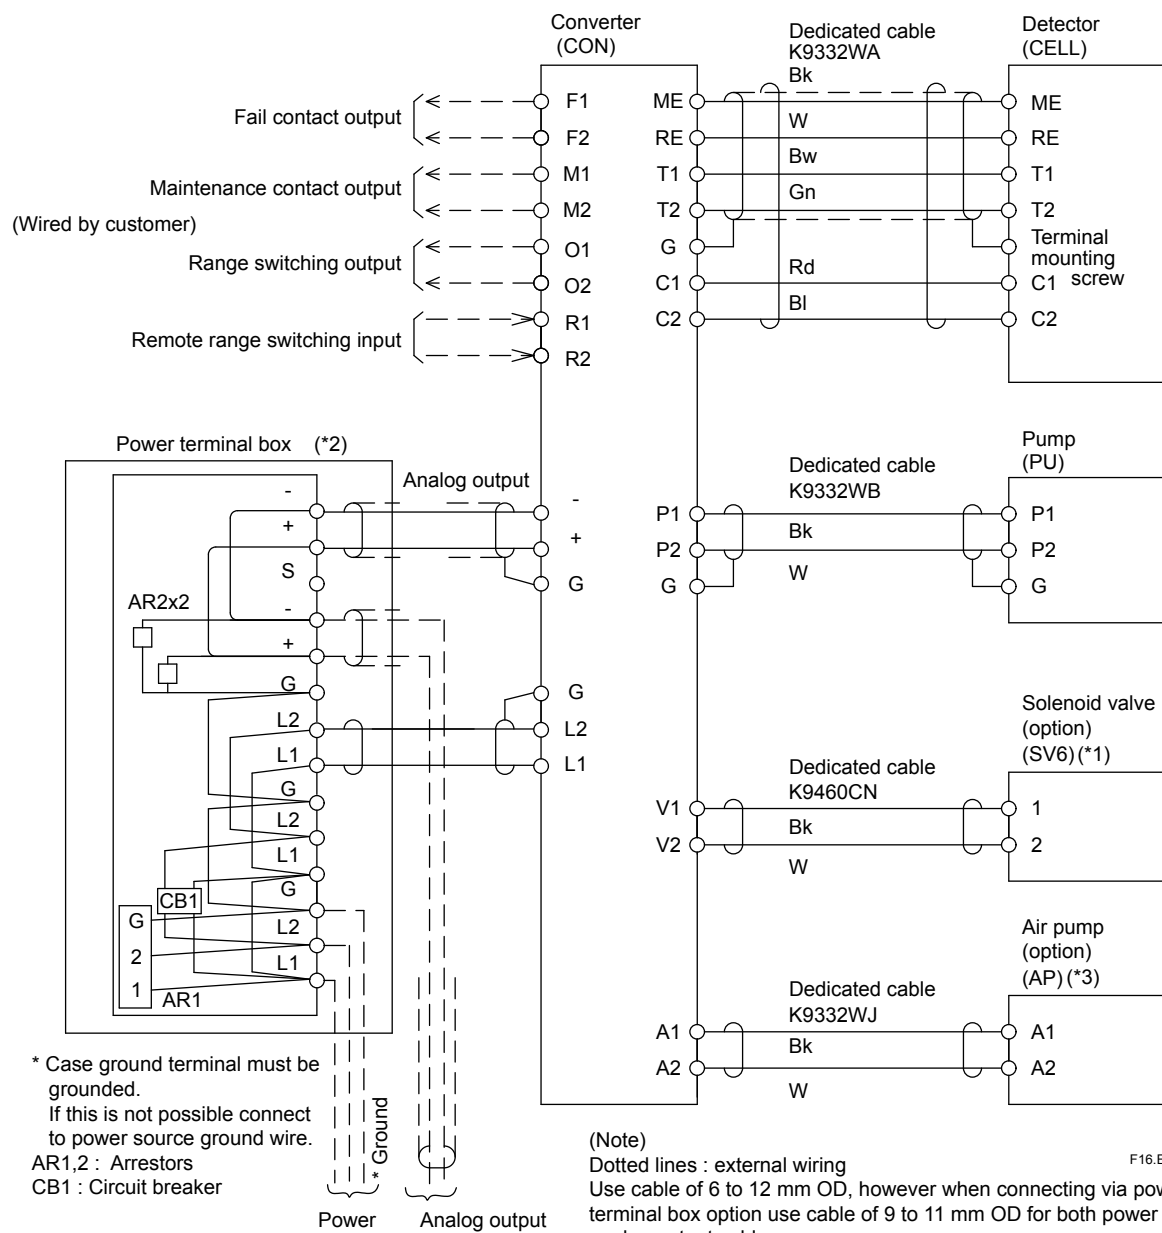 Converter
(CON)
Dedicated cable
K9332WA
Detector
(CELL)
Bk
Fail contact output
F1
ME
ME
W
F2
RE
RE
Bw
Maintenance contact output
M1
T1
T1
Gn
M2
T2
T2
(Wired by customer)
Range switching output
O1
G
Terminal
mounting
screw
Rd
O2
C1
C1
Bl
Remote range switching input
R1
C2
C2
R2
Power terminal box (*2)
Analog output
Dedicated cable
K9332WB
Pump
(PU)
-
-
P1
P1
+
+
Bk
P2
P2
S
G
W
G
G
AR2x2
-
+
G
G
L2
L2
L1
L1
Solenoid valve
(option)
(SV6) (*1)
Dedicated cable
K9460CN
G
V1
1
L2
Bk
V2
2
L1
W
G
CB1
G
L2
2
L1
1
AR1
Air pump
(option)
(AP) (*3)
Dedicated cable
K9332WJ
A1
A1
Bk
A2
A2
W
* Case ground terminal must be
grounded.
If this is not possible connect
to power source ground wire.
AR1,2 : Arrestors
CB1 : Circuit breaker
* Ground
Power
Analog output
(Note)
Dotted lines : external wiring
F16.E
Use cable of 6 to 12 mm OD, however when connecting via pow
terminal box option use cable of 9 to 11 mm OD for both power